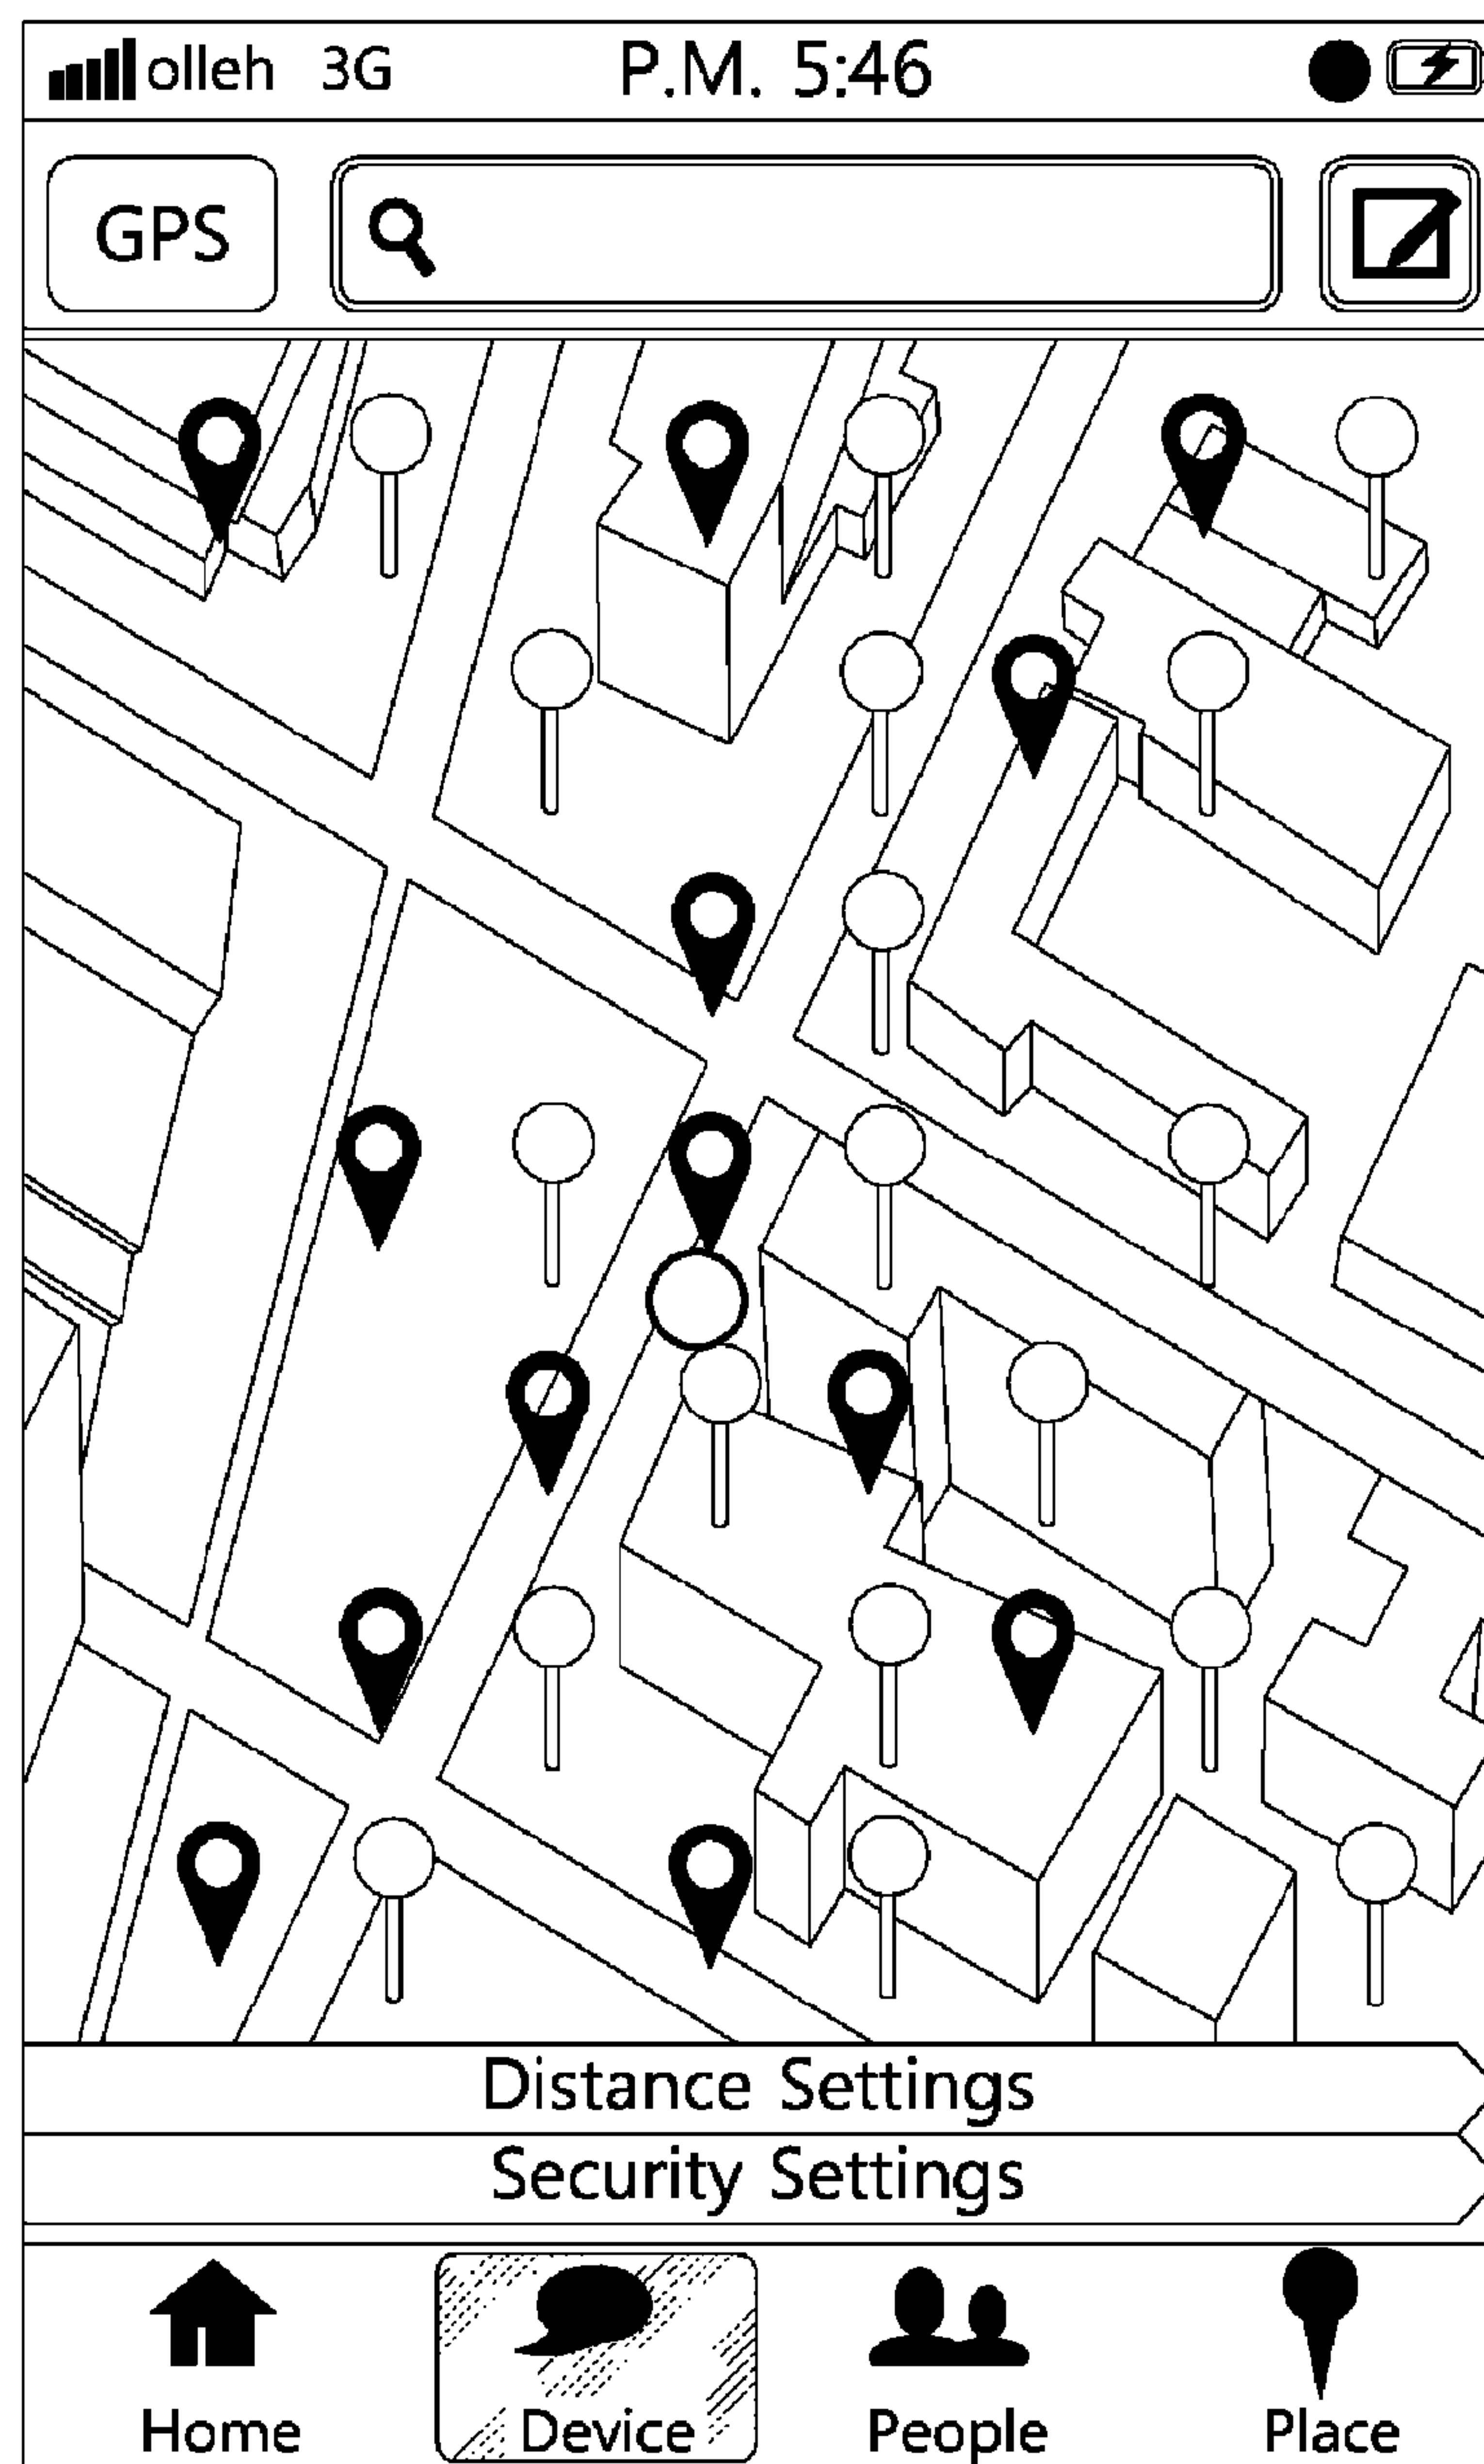 olleh 3G P.M. 5:46
GPS
Distance Settings
Security Settings
Home Device People Place